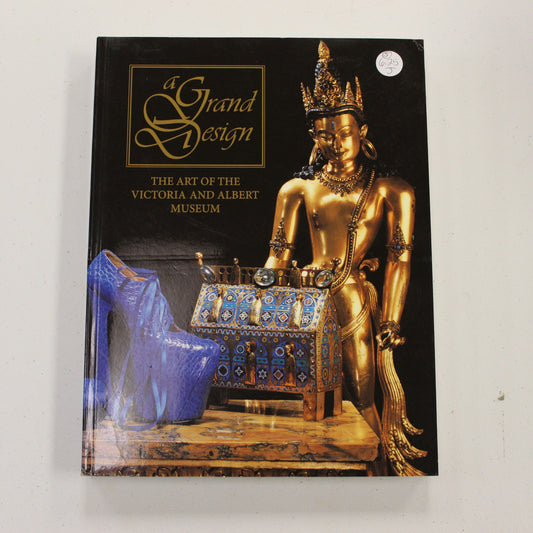 a Grand
Design
THE ART OF THE
VICTORIA AND ALBERT
MUSEUM